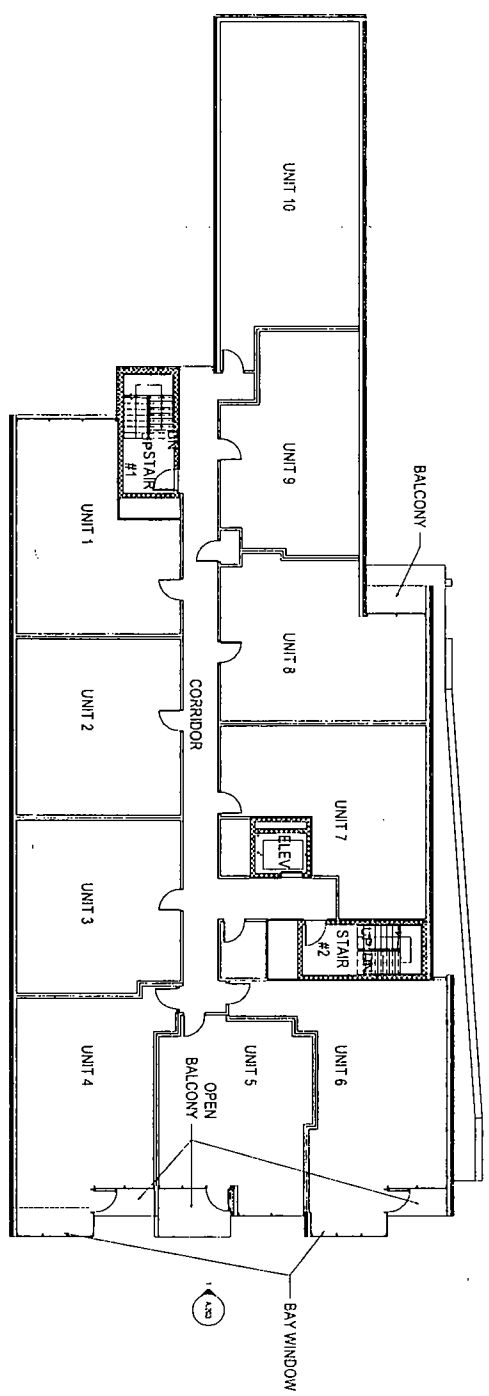 UNIT 10
UNIT 9
BALCONY
UNIT 8
UNIT 7
ELEV
UP DN
STAIR
#2
UNIT 6
UNIT 5
OPEN
BALCONY
BAY WINDOW
CORRIDOR
DN
UP
STAIR
#1
UNIT 1
UNIT 2
UNIT 3
UNIT 4
1